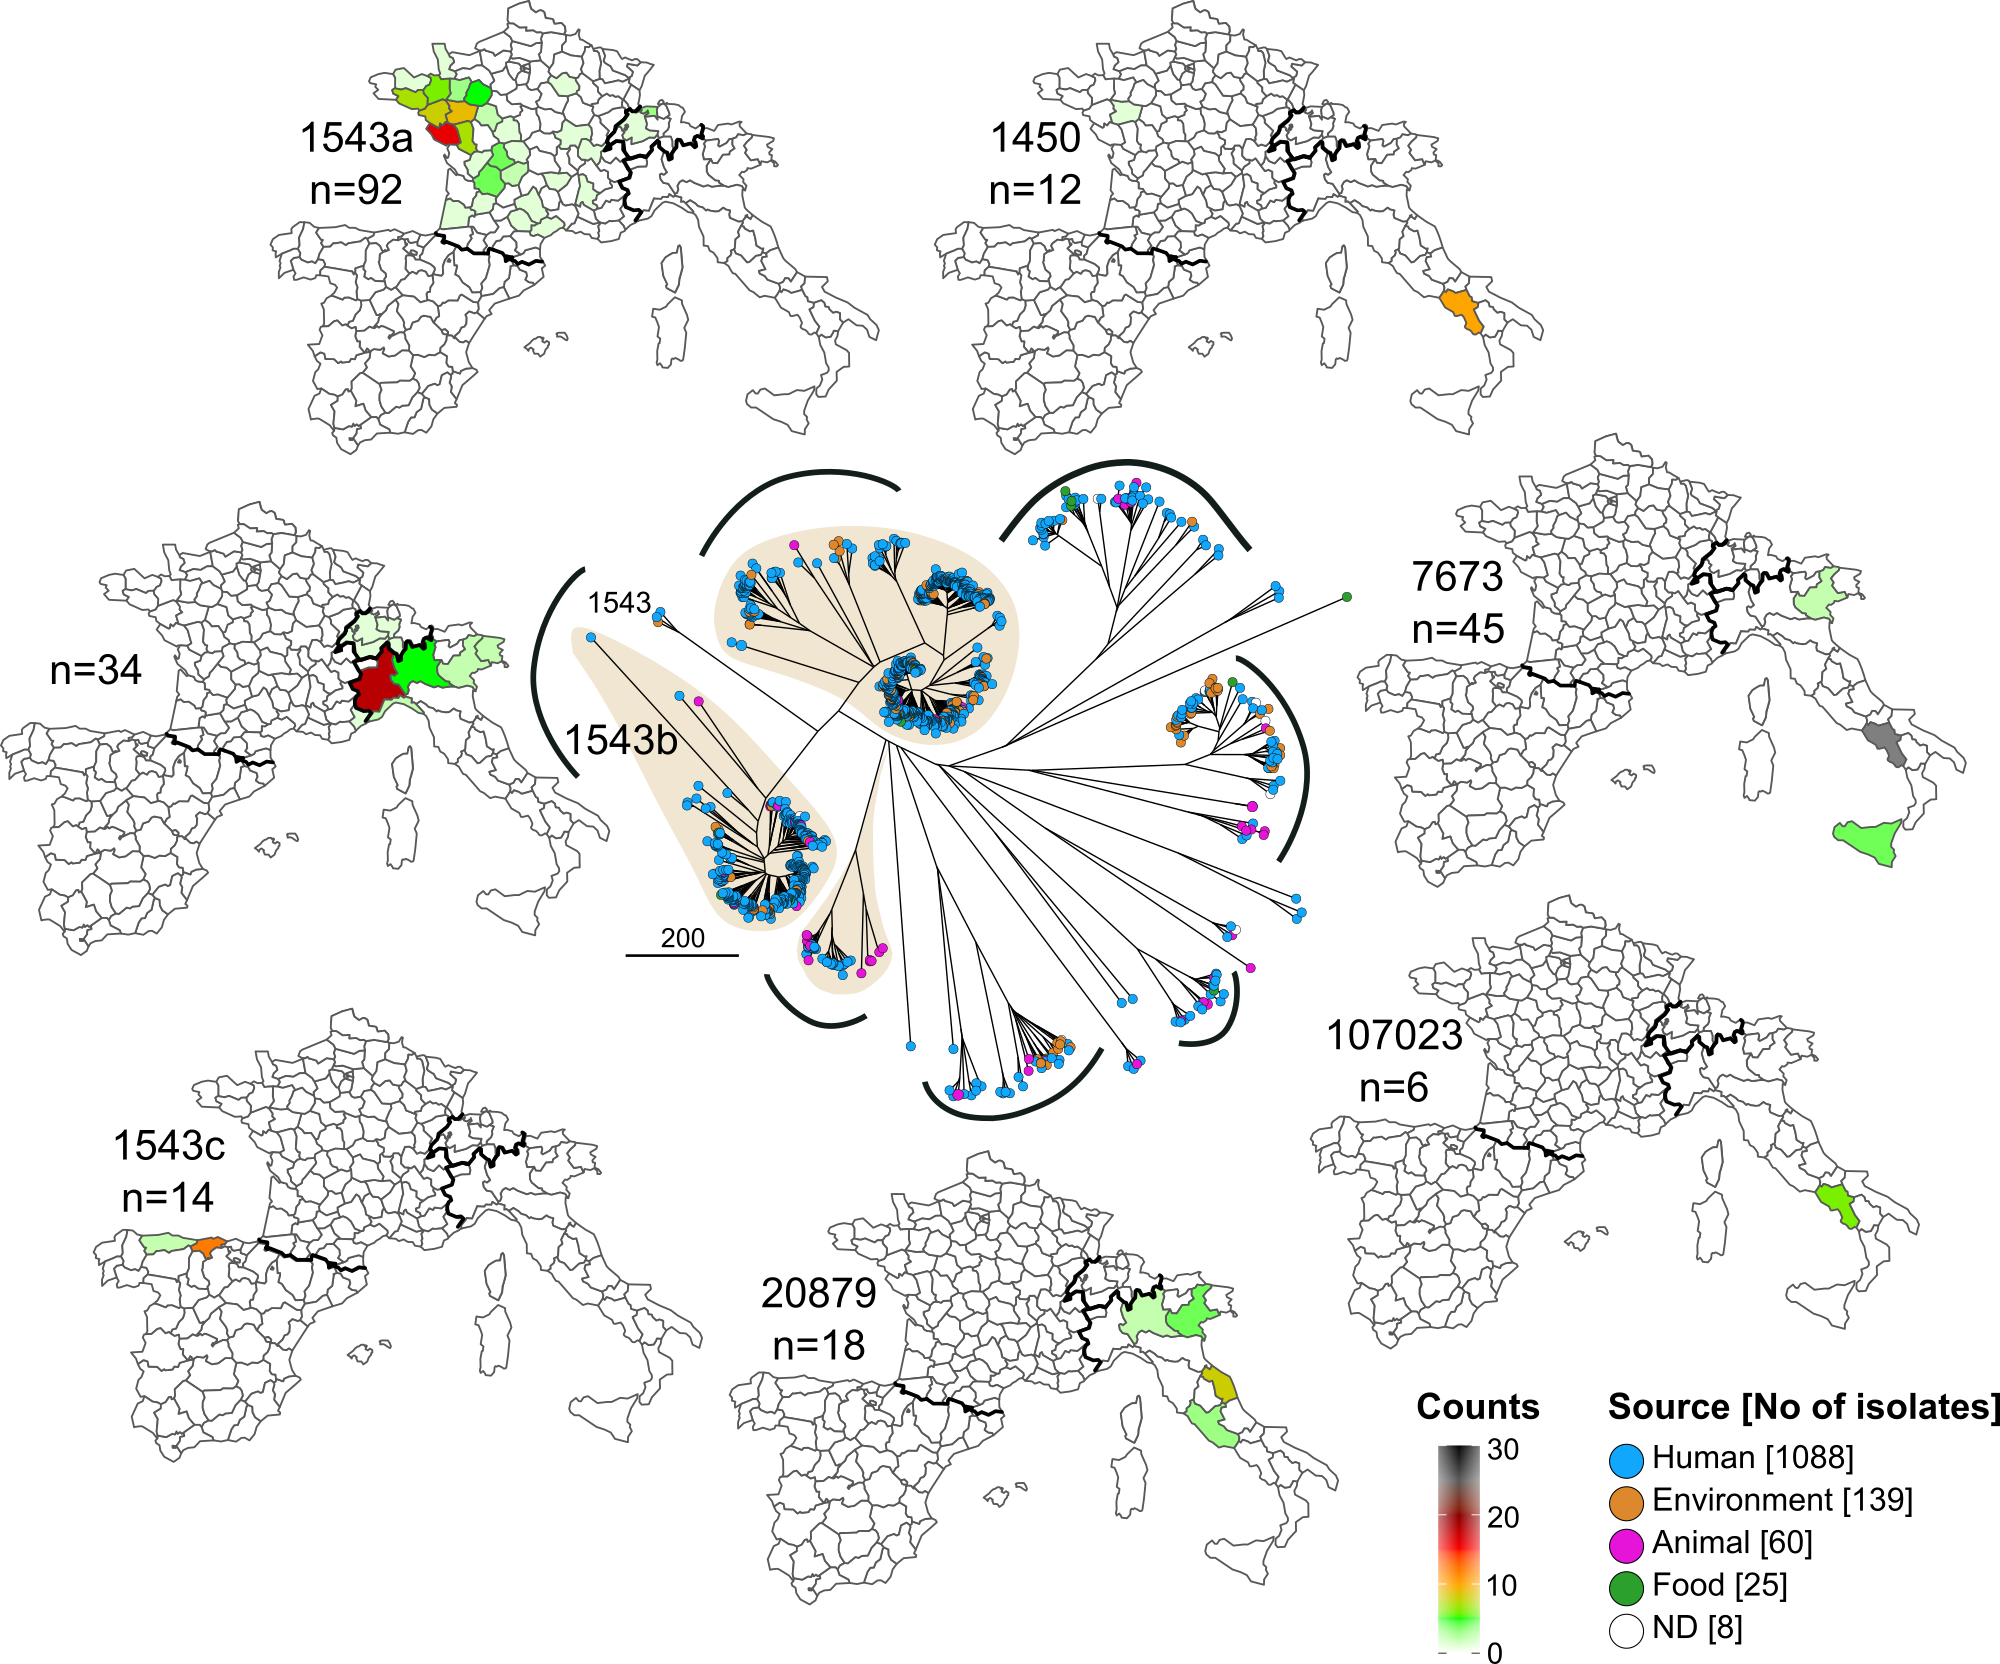 1543a
n=92
1450
n=12
7673
n=45
1543
n=34
1543b
200
107023
n=6
1543c
n=14
20879
n=18
Counts
30
20
10
0
Source [No of isolates]
Human [1088]
Environment [139]
Animal [60]
Food [25]
ND [8]